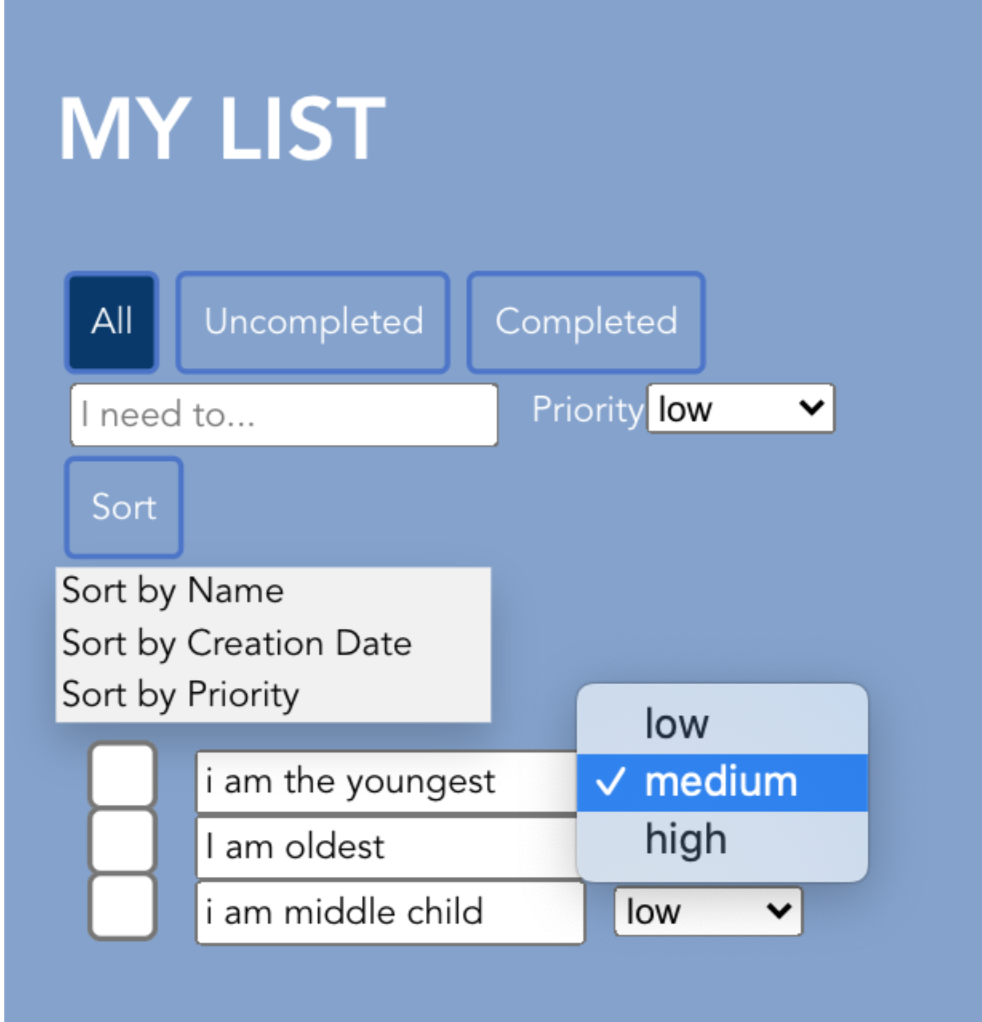 MY LIST
All Uncompleted Completed
I need to... Priority low
Sort
Sort by Name
Sort by Creation Date
Sort by Priority
low
i am the youngest medium
high
I am oldest
i am middle child low